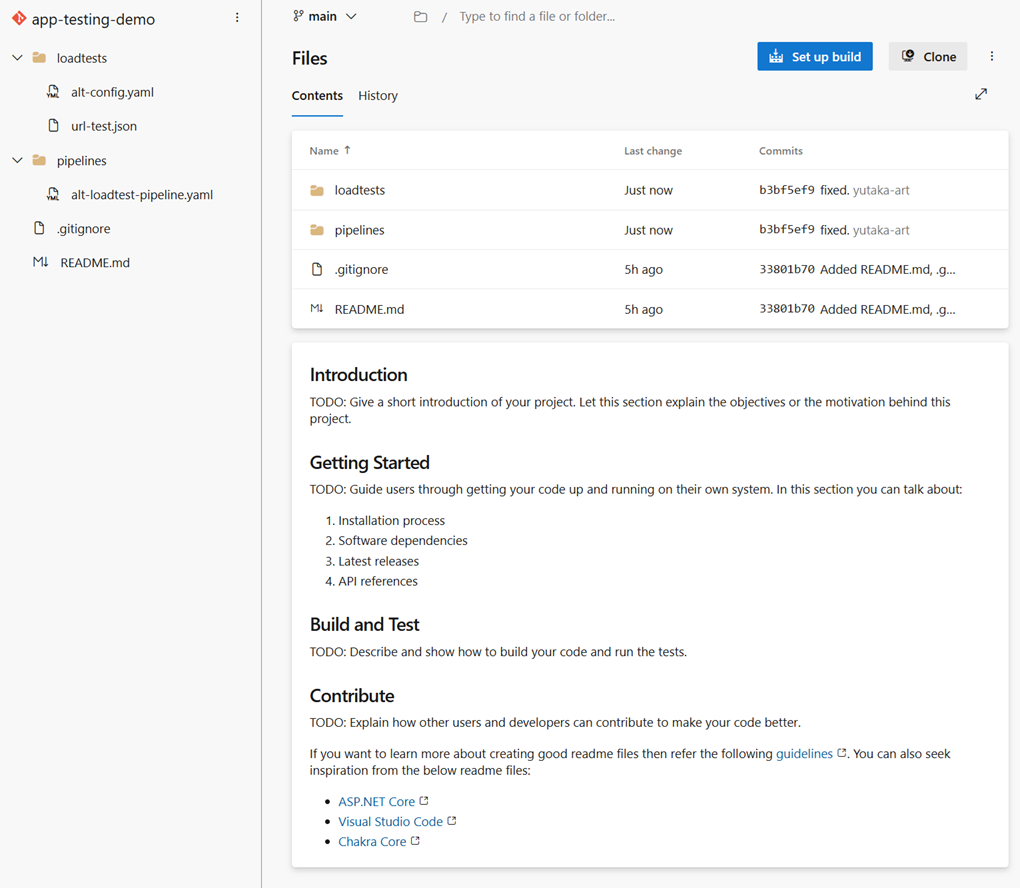 app-testing-demo
loadtests
alt-config.yaml
url-test.json
pipelines
alt-loadtest-pipeline.yaml
.gitignore
README.md
main / Type to find a file or folder...
Files Set up build Clone
Contents History
Name ↑ Last change Commits
loadtests Just now b3bf5ef9 fixed. yutaka-art
pipelines Just now b3bf5ef9 fixed. yutaka-art
.gitignore 5h ago 33801b70 Added README.md, .g...
README.md 5h ago 33801b70 Added README.md, .g...
Introduction
TODO: Give a short introduction of your project. Let this section explain the objectives or the motivation behind this
project.
Getting Started
TODO: Guide users through getting your code up and running on their own system. In this section you can talk about:
1. Installation process
2. Software dependencies
3. Latest releases
4. API references
Build and Test
TODO: Describe and show how to build your code and run the tests.
Contribute
TODO: Explain how other users and developers can contribute to make your code better.
If you want to learn more about creating good readme files then refer the following guidelines. You can also seek
inspiration from the below readme files:
• ASP.NET Core
• Visual Studio Code
• Chakra Core